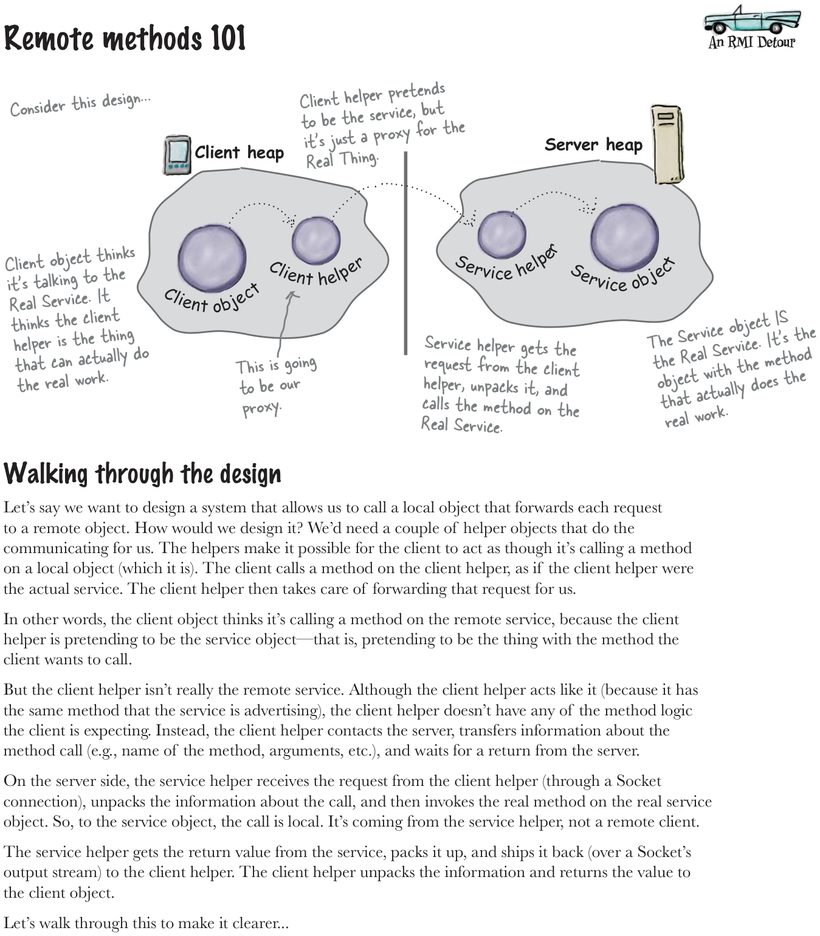 Remote methods 101
An RMI Detour
Consider this design...
Client helper pretends
to be the service, but
it's just a proxy for the
Real Thing.
Client heap
Server heap
Client object thinks
it's talking to the
Real Service. It
thinks the client
helper is the thing
that can actually do
the real work.
Client object
Client helper
Service helper
Service object
This is going
to be our
proxy.
Service helper gets the
request from the client
helper, unpacks it, and
calls the method on the
Real Service.
The Service object IS
the Real Service. It's the
object with the method
that actually does the
real work.
Walking through the design
Let's say we want to design a system that allows us to call a local object that forwards each request
to a remote object. How would we design it? We'd need a couple of helper objects that do the
communicating for us. The helpers make it possible for the client to act as though it's calling a method
on a local object (which it is). The client calls a method on the client helper, as if the client helper were
the actual service. The client helper then takes care of forwarding that request for us.
In other words, the client object thinks it's calling a method on the remote service, because the client
helper is pretending to be the service object—that is, pretending to be the thing with the method the
client wants to call.
But the client helper isn't really the remote service. Although the client helper acts like it (because it has
the same method that the service is advertising), the client helper doesn't have any of the method logic
the client is expecting. Instead, the client helper contacts the server, transfers information about the
method call (e.g., name of the method, arguments, etc.), and waits for a return from the server.
On the server side, the service helper receives the request from the client helper (through a Socket
connection), unpacks the information about the call, and then invokes the real method on the real service
object. So, to the service object, the call is local. It's coming from the service helper, not a remote client.
The service helper gets the return value from the service, packs it up, and ships it back (over a Socket's
output stream) to the client helper. The client helper unpacks the information and returns the value to
the client object.
Let's walk through this to make it clearer...